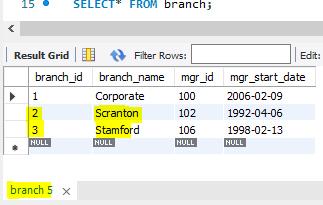 15 SELECT* FROM branch;
Result Grid Filter Rows: Edit:
branch_id branch_name mgr_id mgr_start_date
1 Corporate 100 2006-02-09
2 Scranton 102 1992-04-06
3 Stamford 106 1998-02-13
NULL NULL NULL NULL
branch 5